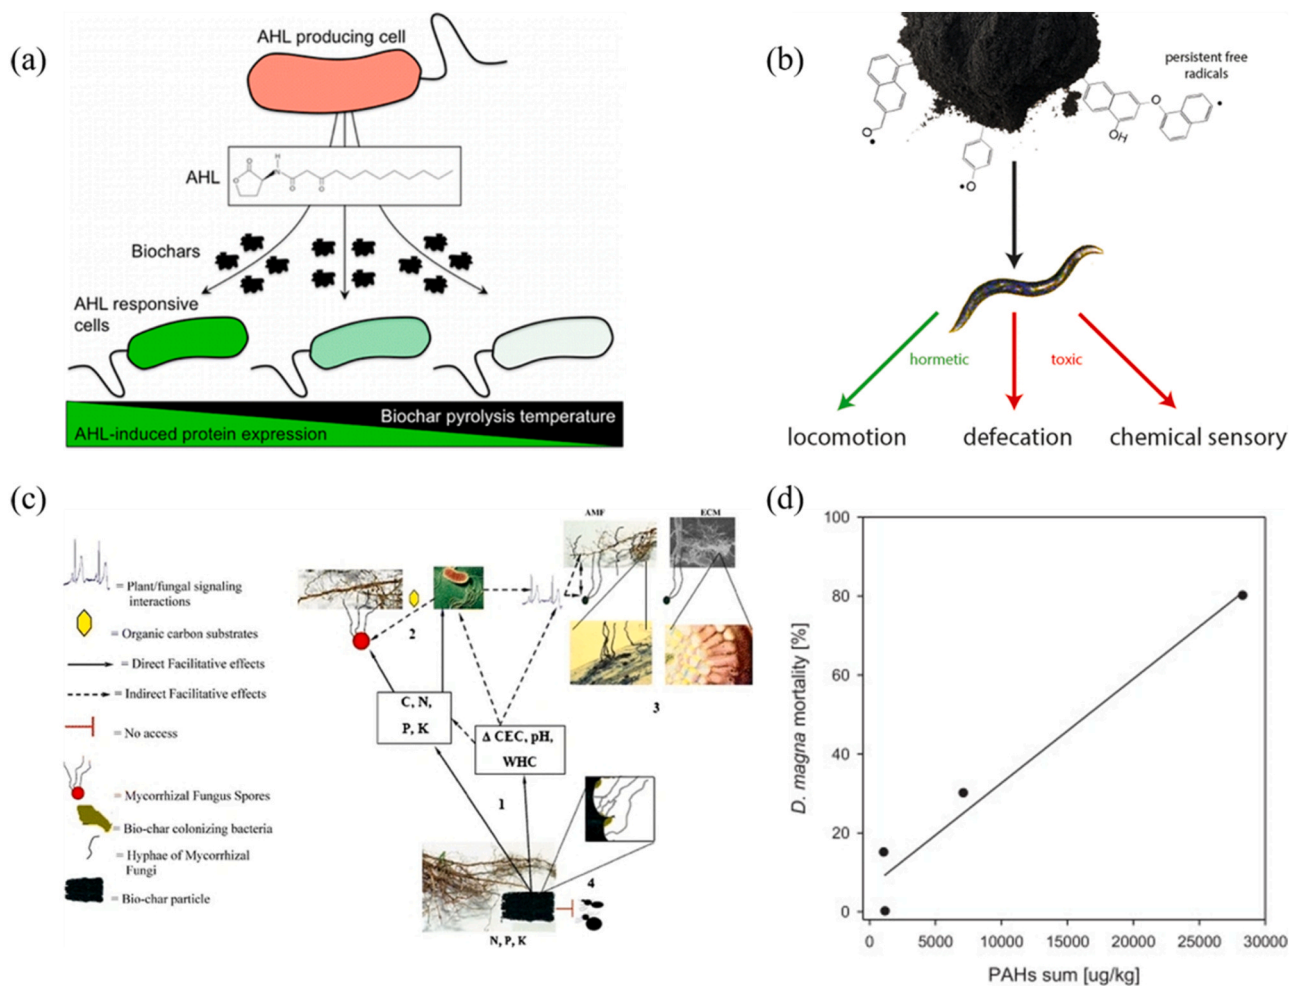 (a)
AHL producing cell
AHL
O
O
H
N
O
O
Biochars
AHL responsive
cells
Biochar pyrolysis temperature
AHL-induced protein expression
(b)
persistent free
radicals
O
O
OH
O
hormetic
toxic
locomotion
defecation
chemical sensory
(c)
= Plant/fungal signaling
interactions
= Organic carbon substrates
= Direct Facilitative effects
= Indirect Facilitative effects
= No access
= Mycorrhizal Fungus Spores
= Bio-char colonizing bacteria
= Hyphae of Mycorrhizal
Fungi
= Bio-char particle
AMF
ECM
2
3
C, N,
P, K
Δ CEC, pH,
WHC
1
4
N, P, K
(d)
D. magna mortality [%]
100
80
60
40
20
0
0
5000
10000
15000
20000
25000
30000
PAHs sum [ug/kg]